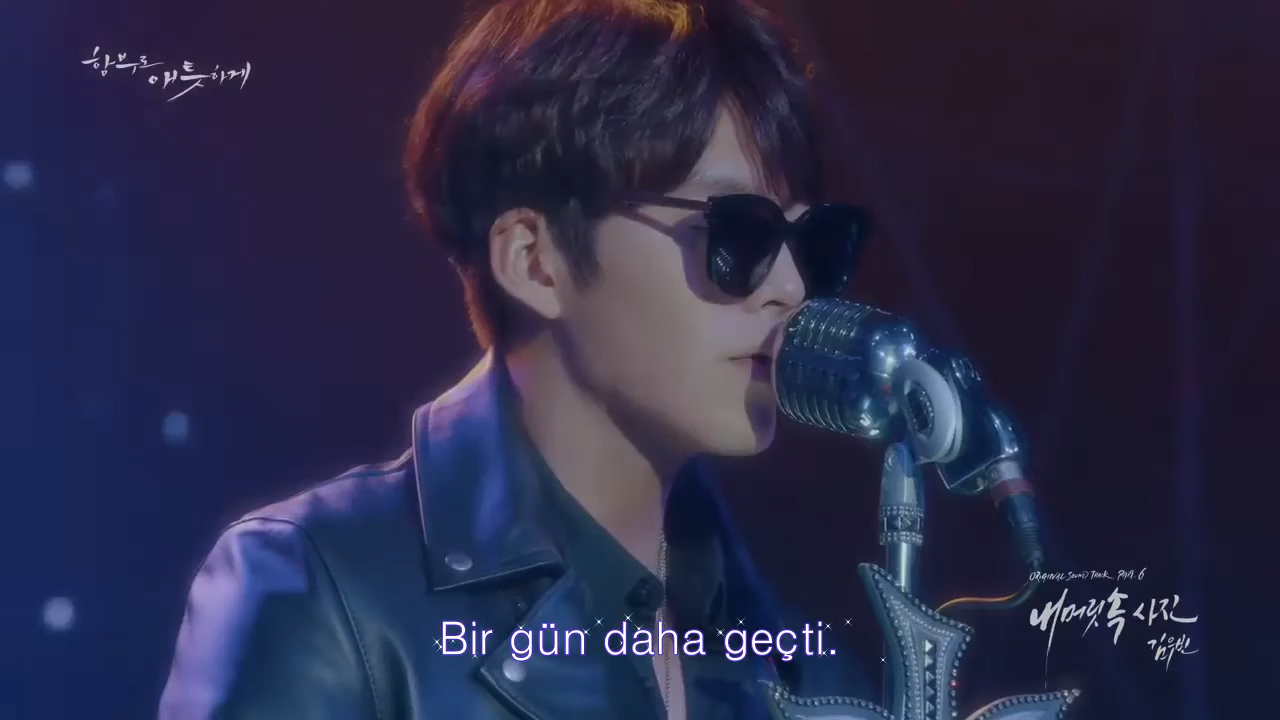 함부로
애틋하게
ORIGINAL SOUND TRACK PART. 6
내 머릿속 사진
김우빈
Bir gün daha geçti.